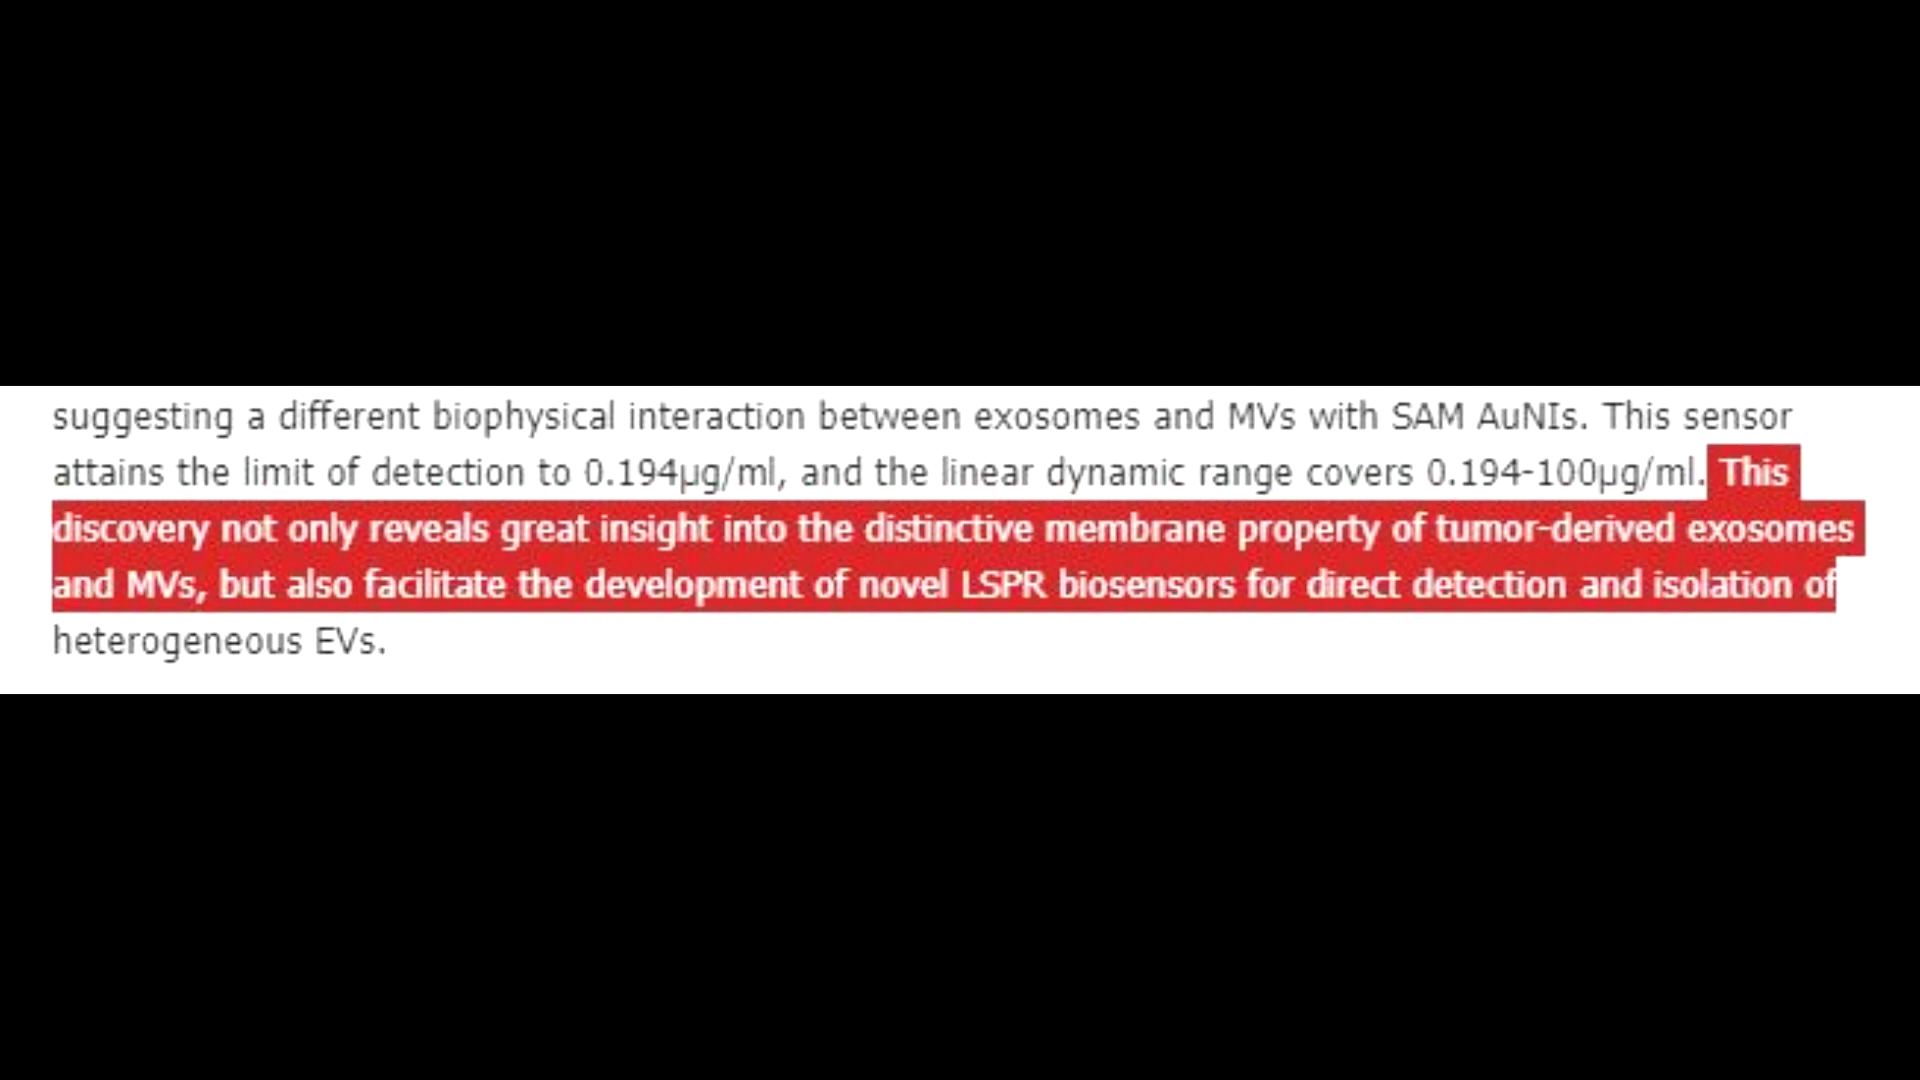 suggesting a different biophysical interaction between exosomes and MVs with SAM AuNIs. This sensor
attains the limit of detection to 0.194µg/ml, and the linear dynamic range covers 0.194-100µg/ml. This
discovery not only reveals great insight into the distinctive membrane property of tumor-derived exosomes
and MVs, but also facilitate the development of novel LSPR biosensors for direct detection and isolation of
heterogeneous EVs.